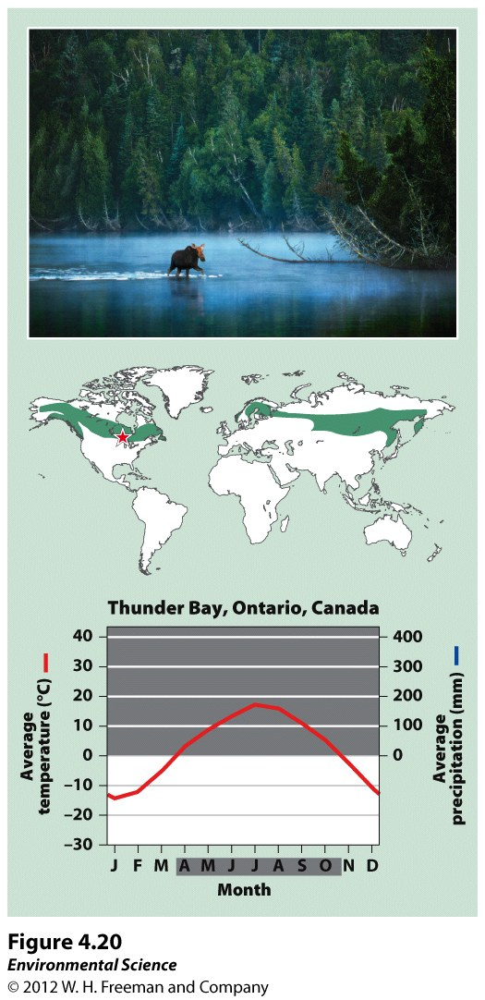 Thunder Bay, Ontario, Canada
Average
temperature (°C)
40
30
20
10
0
–10
–20
–30
400
300
200
100
0
Average
precipitation (mm)
J F M A M J J A S O N D
Month
Figure 4.20
Environmental Science
© 2012 W. H. Freeman and Company